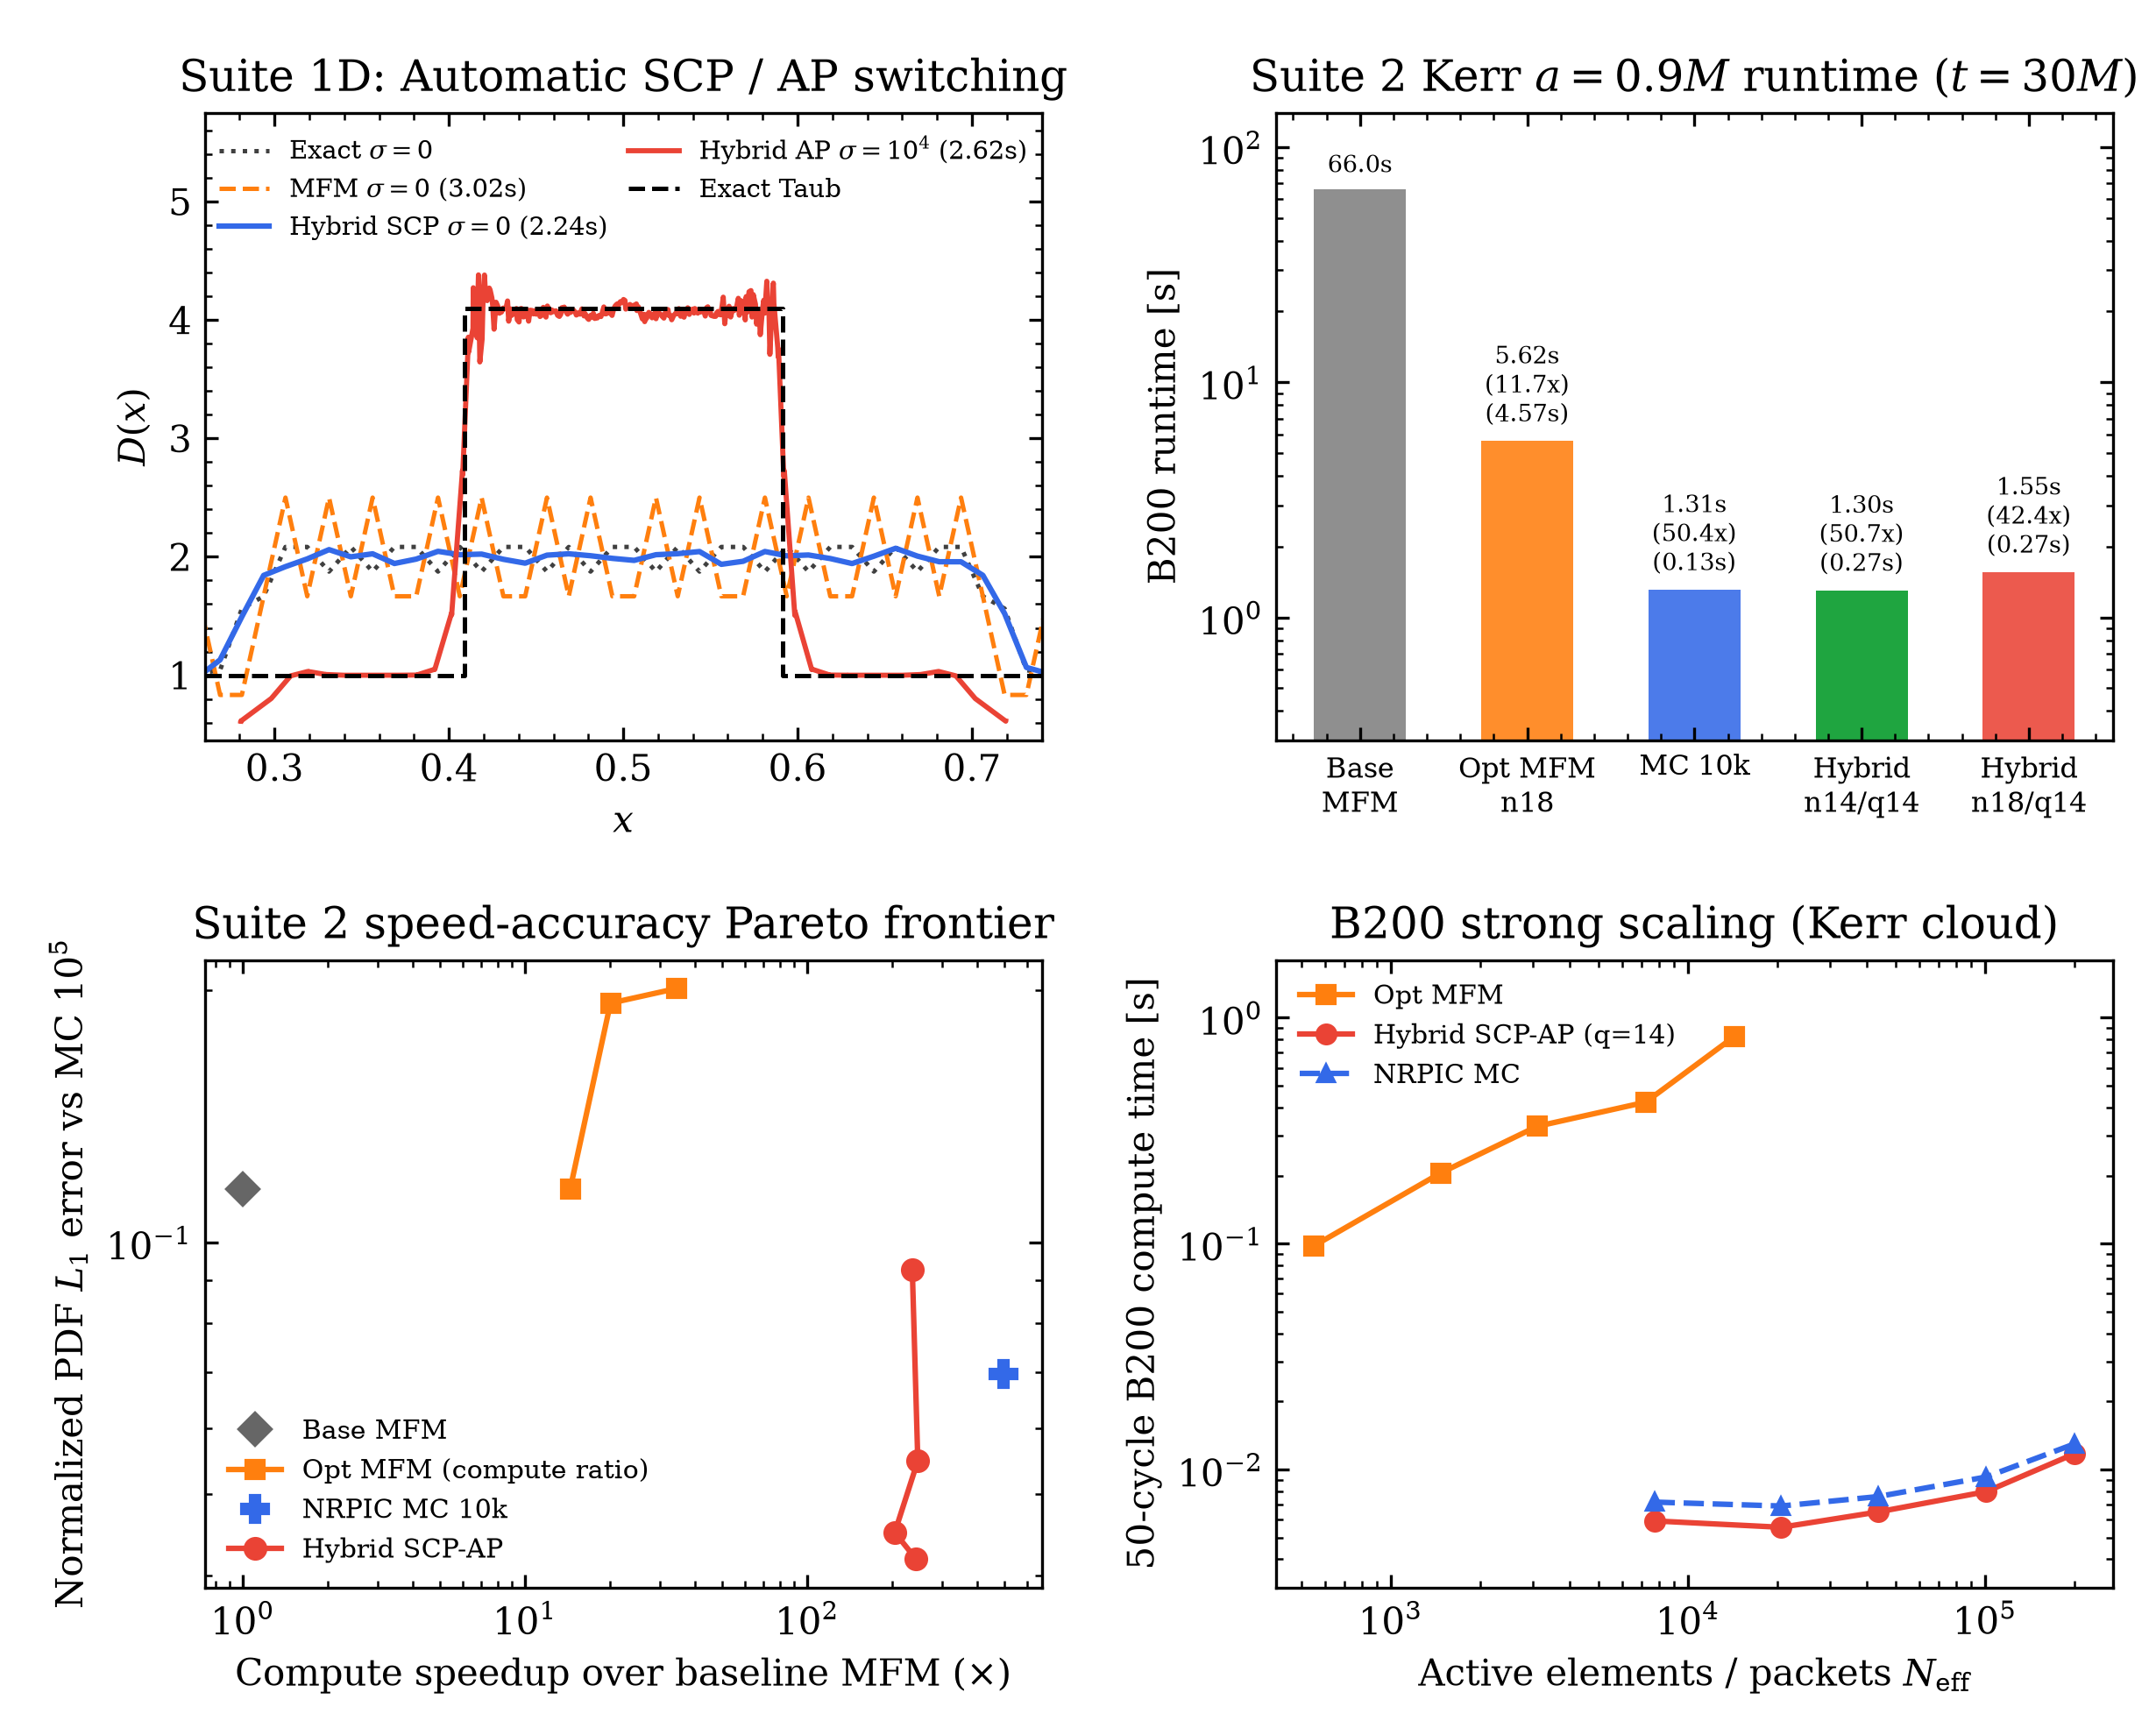 Suite 1D: Automatic SCP / AP switching
Exact σ = 0
MFM σ = 0 (3.02s)
Hybrid SCP σ = 0 (2.24s)
Hybrid AP σ = 10⁴ (2.62s)
Exact Taub
D(x)
5
4
3
2
1
0.3 0.4 0.5 0.6 0.7
x
Suite 2 Kerr a = 0.9M runtime (t = 30M)
B200 runtime [s]
10²
10¹
10⁰
66.0s
5.62s
(11.7x)
(4.57s)
1.31s
(50.4x)
(0.13s)
1.30s
(50.7x)
(0.27s)
1.55s
(42.4x)
(0.27s)
Base
MFM
Opt MFM
n18
MC 10k
Hybrid
n14/q14
Hybrid
n18/q14
Suite 2 speed-accuracy Pareto frontier
Normalized PDF L₁ error vs MC 10⁵
10⁻¹
Base MFM
Opt MFM (compute ratio)
NRPIC MC 10k
Hybrid SCP-AP
10⁰ 10¹ 10²
Compute speedup over baseline MFM (×)
B200 strong scaling (Kerr cloud)
50-cycle B200 compute time [s]
10⁰
10⁻¹
10⁻²
Opt MFM
Hybrid SCP-AP (q=14)
NRPIC MC
10³ 10⁴ 10⁵
Active elements / packets N_eff